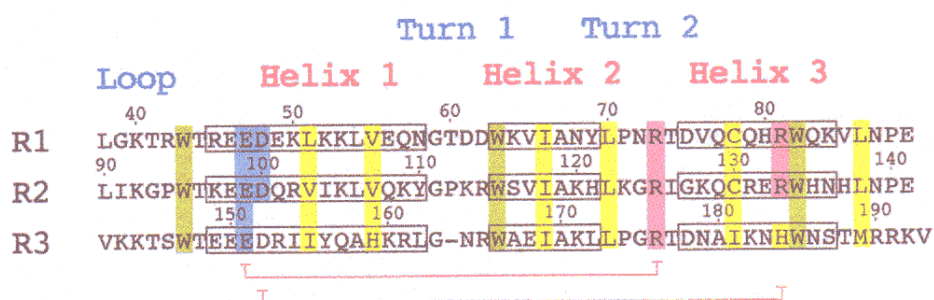 Turn 1 Turn 2
Loop Helix 1 Helix 2 Helix 3
40 50 60 70 80
R1 LGKTRWTREEDEKLKKLVEQNGTDDWKVIANYLPNRTDVQCQHRWQKVLNPE
90 100 110 120 130 140
R2 LIKGPWTKEEDQRVIKLVQKYGPKRWSVIAKHLKGRIGKQCRERWHNHLNPE
150 160 170 180 190
R3 VKKTSWTEEEDRIIYQAHKRLG-NRWAEIAKLLPGRTDNAIKNHWNSTMRRKV